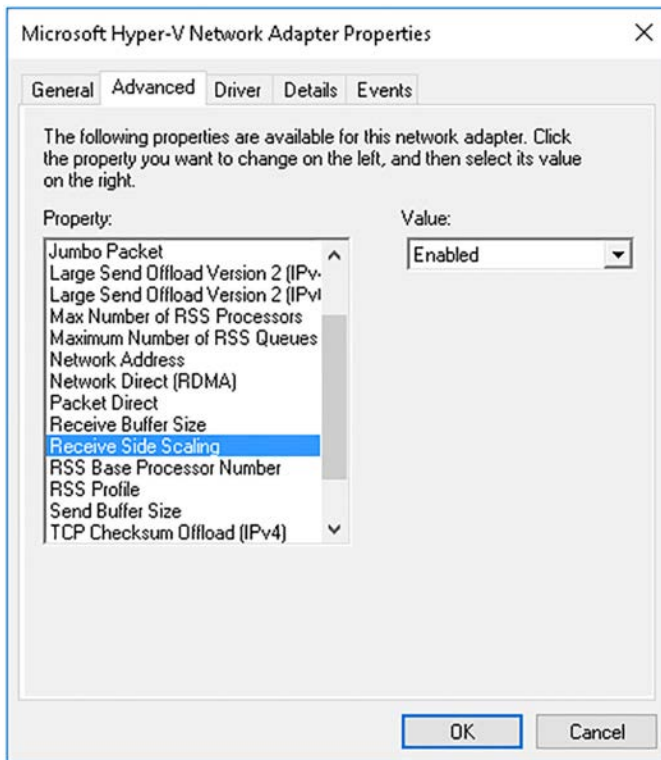 Microsoft Hyper-V Network Adapter Properties
General Advanced Driver Details Events
The following properties are available for this network adapter. Click
the property you want to change on the left, and then select its value
on the right.
Property: Value:
Jumbo Packet Enabled
Large Send Offload Version 2 (IPv
Large Send Offload Version 2 (IPv
Max Number of RSS Processors
Maximum Number of RSS Queues
Network Address
Network Direct (RDMA)
Packet Direct
Receive Buffer Size
Receive Side Scaling
RSS Base Processor Number
RSS Profile
Send Buffer Size
TCP Checksum Offload (IPv4)
OK Cancel